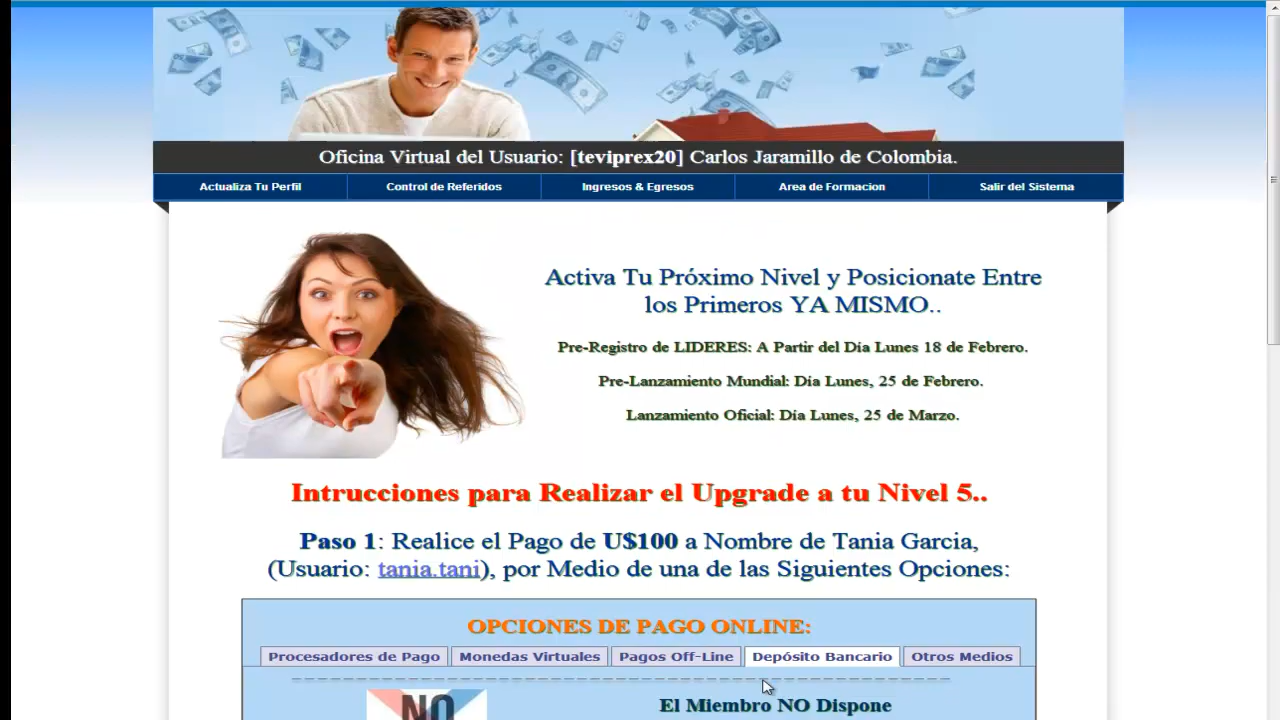 Oficina Virtual del Usuario: [teviprex20] Carlos Jaramillo de Colombia.
Actualiza Tu Perfil
Control de Referidos
Ingresos & Egresos
Area de Formacion
Salir del Sistema
Activa Tu Próximo Nivel y Posicionate Entre
los Primeros YA MISMO..
Pre-Registro de LIDERES: A Partir del Día Lunes 18 de Febrero.
Pre-Lanzamiento Mundial: Día Lunes, 25 de Febrero.
Lanzamiento Oficial: Día Lunes, 25 de Marzo.
Intrucciones para Realizar el Upgrade a tu Nivel 5..
Paso 1: Realice el Pago de U$100 a Nombre de Tania Garcia,
(Usuario: tania.tani), por Medio de una de las Siguientes Opciones:
OPCIONES DE PAGO ONLINE:
Procesadores de Pago
Monedas Virtuales
Pagos Off-Line
Depósito Bancario
Otros Medios
NO
El Miembro NO Dispone